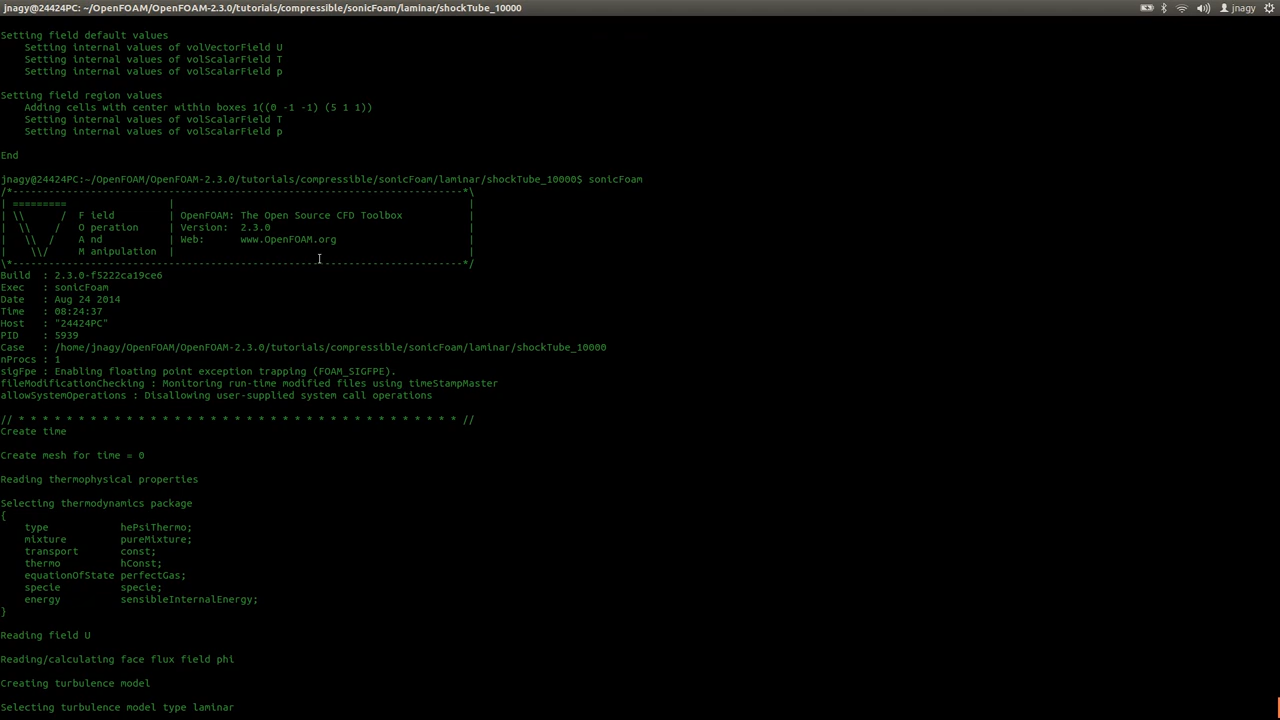 jnagy@24424PC: ~/OpenFOAM/OpenFOAM-2.3.0/tutorials/compressible/sonicFoam/laminar/shockTube_10000
jnagy
Setting field default values
    Setting internal values of volVectorField U
    Setting internal values of volScalarField T
    Setting internal values of volScalarField p
Setting field region values
    Adding cells with center within boxes 1((0 -1 -1) (5 1 1))
    Setting internal values of volScalarField T
    Setting internal values of volScalarField p
End
jnagy@24424PC:~/OpenFOAM/OpenFOAM-2.3.0/tutorials/compressible/sonicFoam/laminar/shockTube_10000$ sonicFoam
/*---------------------------------------------------------------------------*\
| =========                 |                                                 |
| \\      /  F ield         | OpenFOAM: The Open Source CFD Toolbox           |
|  \\    /   O peration     | Version:  2.3.0                                 |
|   \\  /    A nd           | Web:      www.OpenFOAM.org                      |
|    \\/     M anipulation  |                                                 |
\*---------------------------------------------------------------------------*/
Build  : 2.3.0-f5222ca19ce6
Exec   : sonicFoam
Date   : Aug 24 2014
Time   : 08:24:37
Host   : "24424PC"
PID    : 5939
Case   : /home/jnagy/OpenFOAM/OpenFOAM-2.3.0/tutorials/compressible/sonicFoam/laminar/shockTube_10000
nProcs : 1
sigFpe : Enabling floating point exception trapping (FOAM_SIGFPE).
fileModificationChecking : Monitoring run-time modified files using timeStampMaster
allowSystemOperations : Disallowing user-supplied system call operations
// * * * * * * * * * * * * * * * * * * * * * * * * * * * * * * * * * * * * * //
Create time
Create mesh for time = 0
Reading thermophysical properties
Selecting thermodynamics package
{
    type            hePsiThermo;
    mixture         pureMixture;
    transport       const;
    thermo          hConst;
    equationOfState perfectGas;
    specie          specie;
    energy          sensibleInternalEnergy;
}
Reading field U
Reading/calculating face flux field phi
Creating turbulence model
Selecting turbulence model type laminar